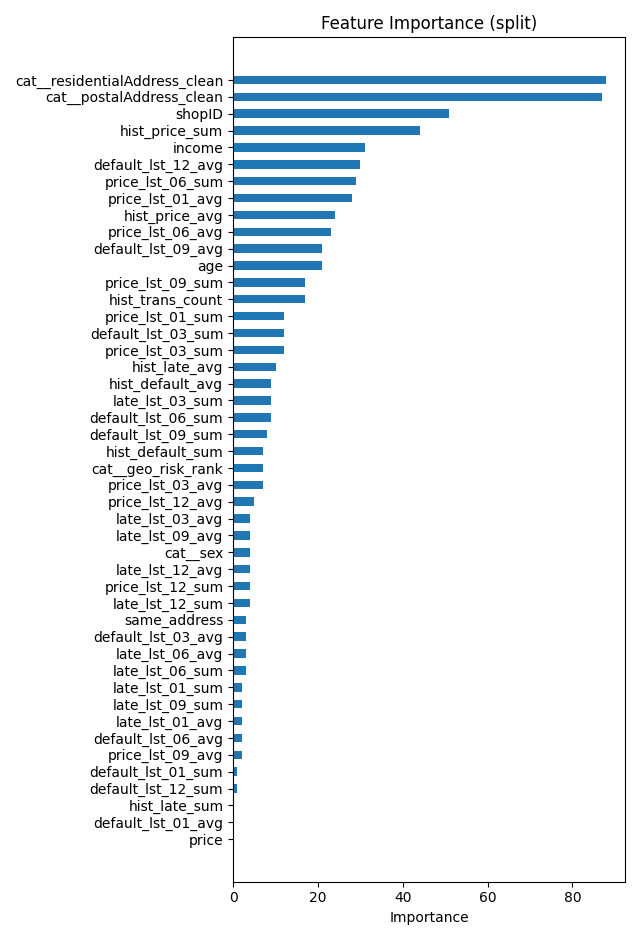 Feature Importance (split)
cat__residentialAddress_clean
cat__postalAddress_clean
shopID
hist_price_sum
income
default_lst_12_avg
price_lst_06_sum
price_lst_01_avg
hist_price_avg
price_lst_06_avg
default_lst_09_avg
age
price_lst_09_sum
hist_trans_count
price_lst_01_sum
default_lst_03_sum
price_lst_03_sum
hist_late_avg
hist_default_avg
late_lst_03_sum
default_lst_06_sum
default_lst_09_sum
hist_default_sum
cat__geo_risk_rank
price_lst_03_avg
price_lst_12_avg
late_lst_03_avg
late_lst_09_avg
cat__sex
late_lst_12_avg
price_lst_12_sum
late_lst_12_sum
same_address
default_lst_03_avg
late_lst_06_avg
late_lst_06_sum
late_lst_01_sum
late_lst_09_sum
late_lst_01_avg
default_lst_06_avg
price_lst_09_avg
default_lst_01_sum
default_lst_12_sum
hist_late_sum
default_lst_01_avg
price
0 20 40 60 80
Importance